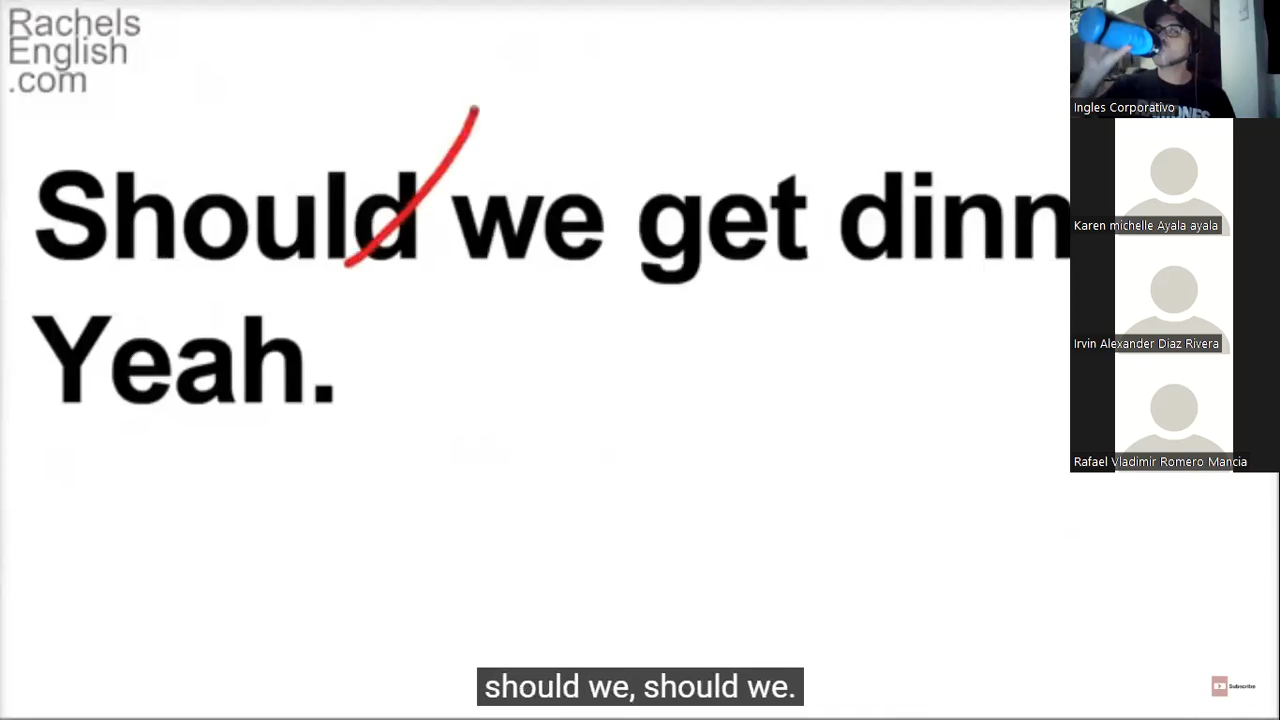 Rachels
English
.com
Should we get dinn
Yeah.
should we, should we.
Ingles Corporativo
Karen michelle Ayala ayala
Irvin Alexander Diaz Rivera
Rafael Vladimir Romero Mancia
Subscribe